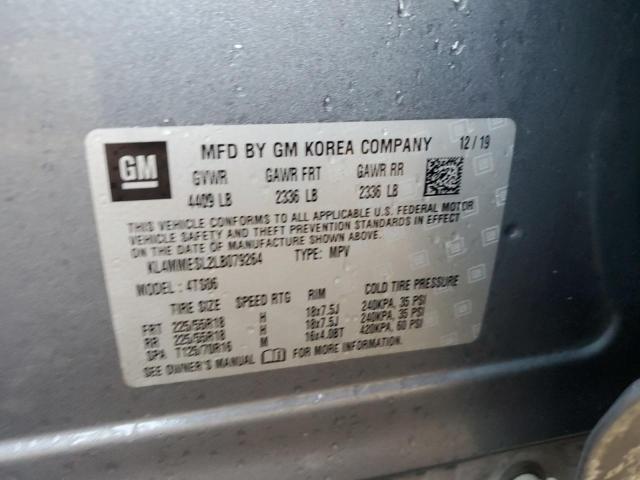 GM MFD BY GM KOREA COMPANY 12/19
GVWR GAWR FRT GAWR RR
4409 LB 2336 LB 2336 LB
THIS VEHICLE CONFORMS TO ALL APPLICABLE U.S. FEDERAL MOTOR
VEHICLE SAFETY AND THEFT PREVENTION STANDARDS IN EFFECT
ON THE DATE OF MANUFACTURE SHOWN ABOVE.
KL4MMESL2LB079264 TYPE: MPV
MODEL: 4TS06
TIRE SIZE SPEED RTG RIM COLD TIRE PRESSURE
FRT 225/55R18 H 18x7.5J 240KPA, 35 PSI
RR 225/55R18 H 18x7.5J 240KPA, 35 PSI
SPA T125/70R16 M 16x4.0BT 420KPA, 60 PSI
SEE OWNER'S MANUAL FOR MORE INFORMATION.